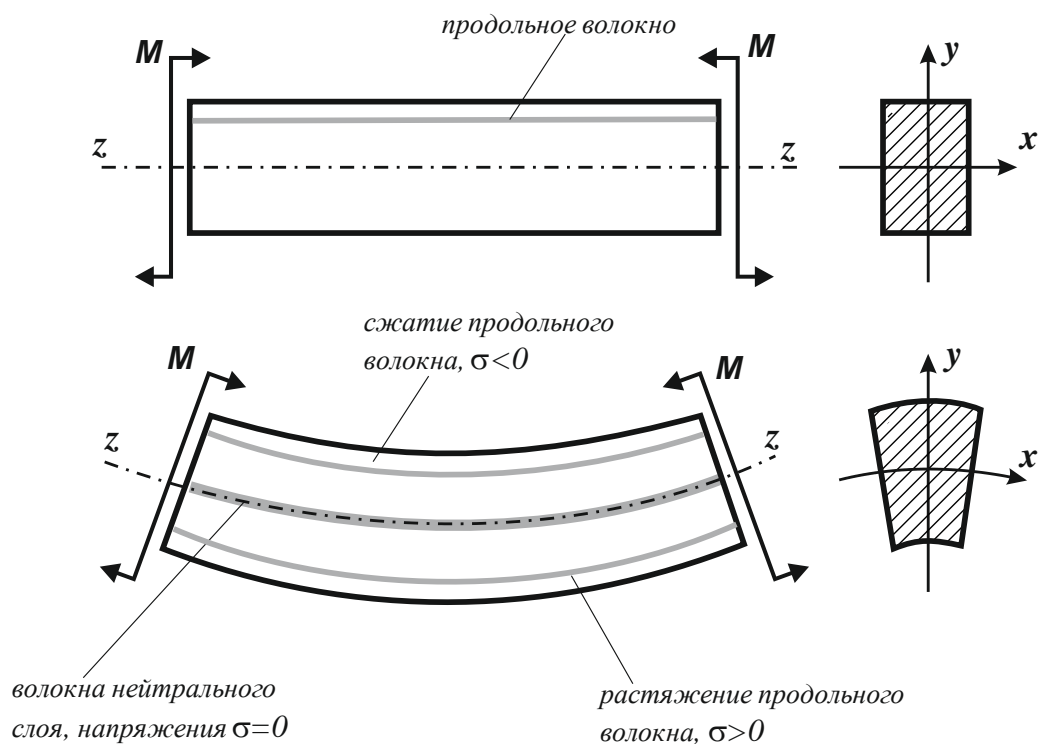 продольное волокно
M
M
y
z
z
x
сжатие продольного
волокна, σ<0
M
M
y
z
z
x
волокна нейтрального
слоя, напряжения σ=0
растяжение продольного
волокна, σ>0